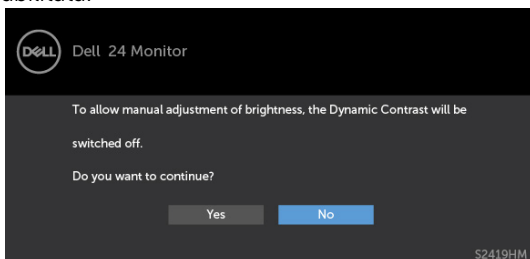 DELL
Dell 24 Monitor
To allow manual adjustment of brightness, the Dynamic Contrast will be
switched off.
Do you want to continue?
Yes No
S2419HM